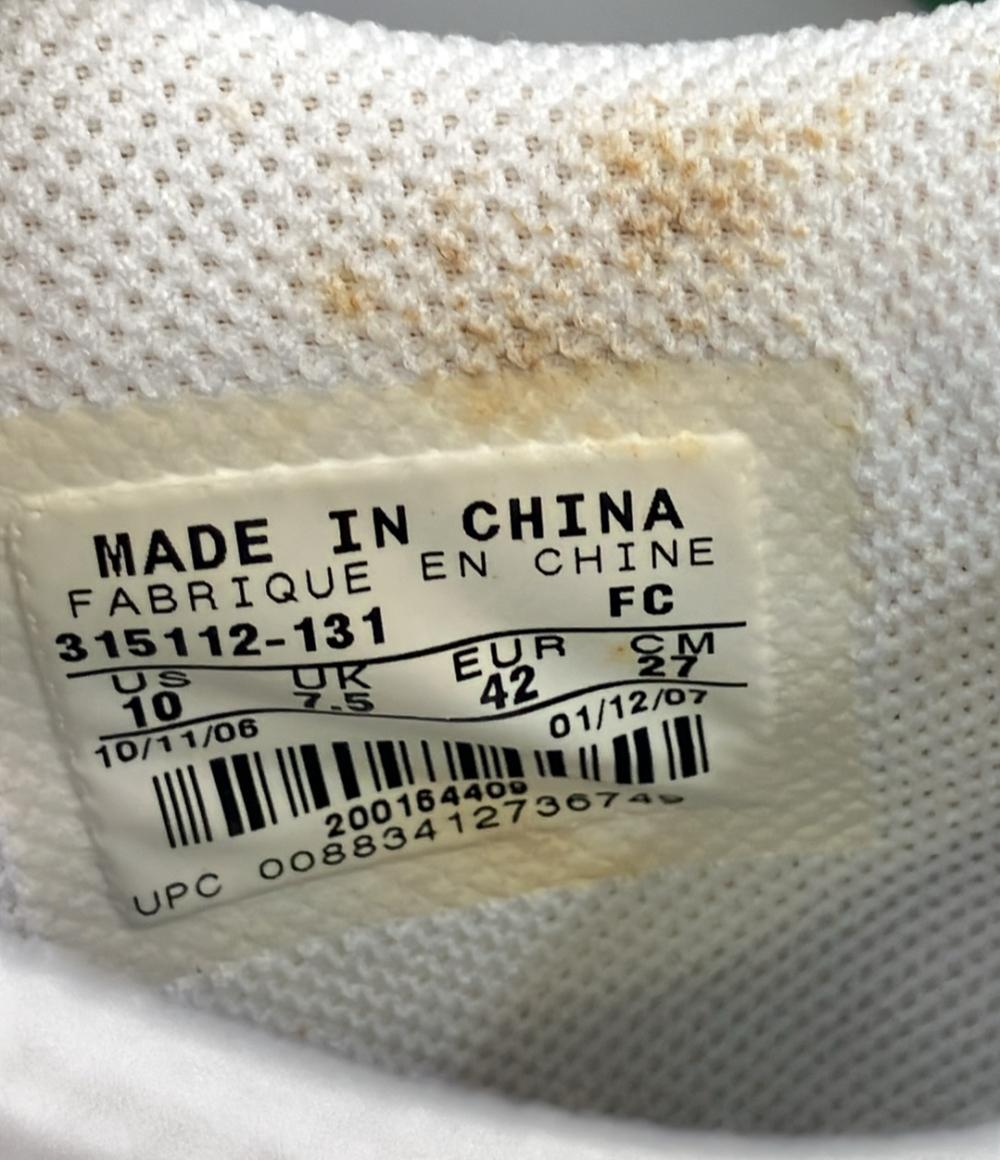 MADE IN CHINA
FABRIQUE EN CHINE
315112-131 FC
US UK EUR CM
10 7.5 42 27
10/11/06 01/12/07
200164409
UPC